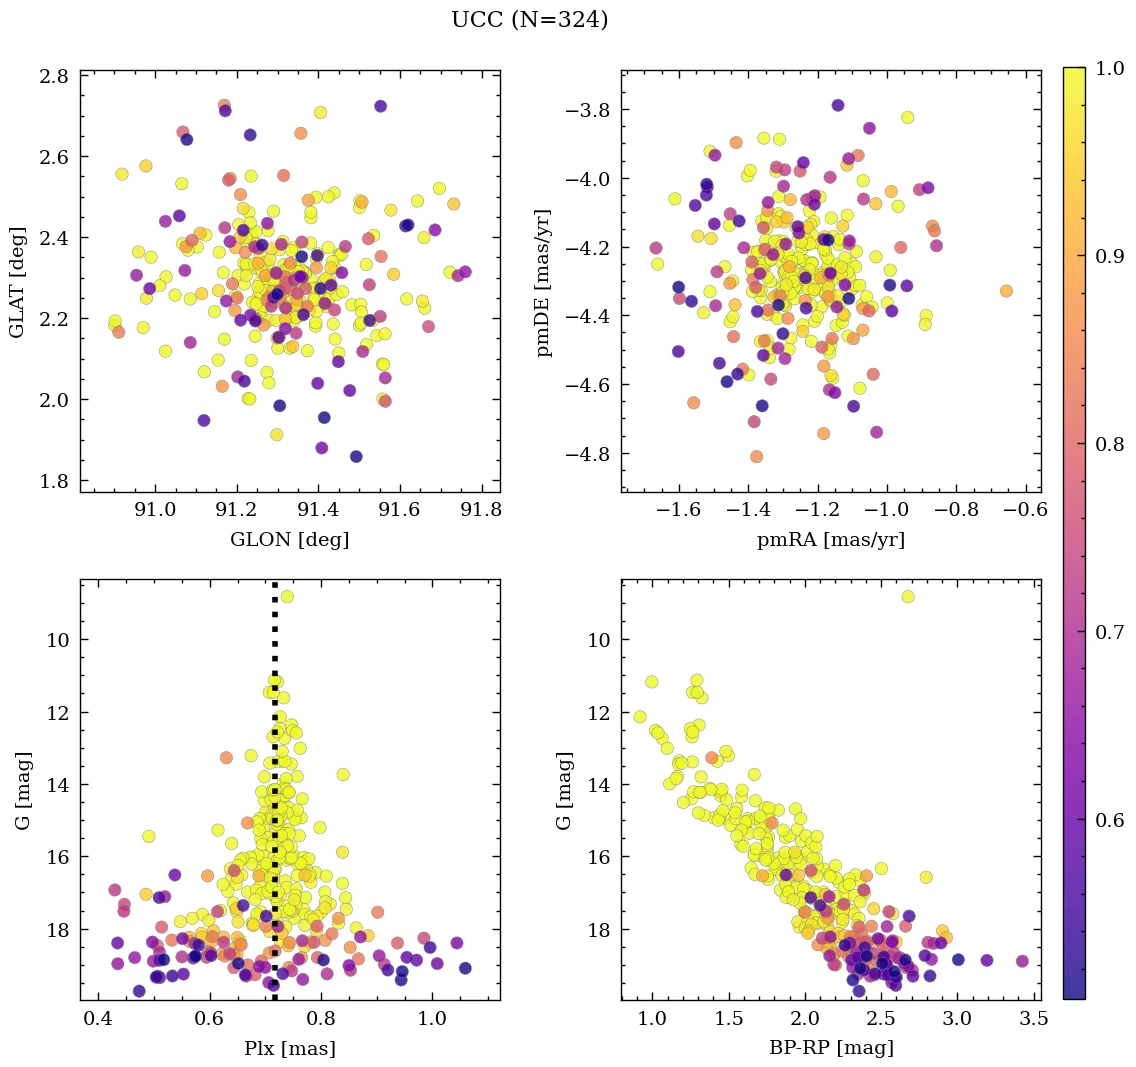 UCC (N=324)
2.8
2.6
2.4
2.2
2.0
1.8
GLAT [deg]
91.0 91.2 91.4 91.6 91.8
GLON [deg]
−3.8
−4.0
−4.2
−4.4
−4.6
−4.8
pmDE [mas/yr]
−1.6 −1.4 −1.2 −1.0 −0.8 −0.6
pmRA [mas/yr]
10
12
14
16
18
G [mag]
0.4 0.6 0.8 1.0
Plx [mas]
10
12
14
16
18
G [mag]
1.0 1.5 2.0 2.5 3.0 3.5
BP-RP [mag]
1.0
0.9
0.8
0.7
0.6